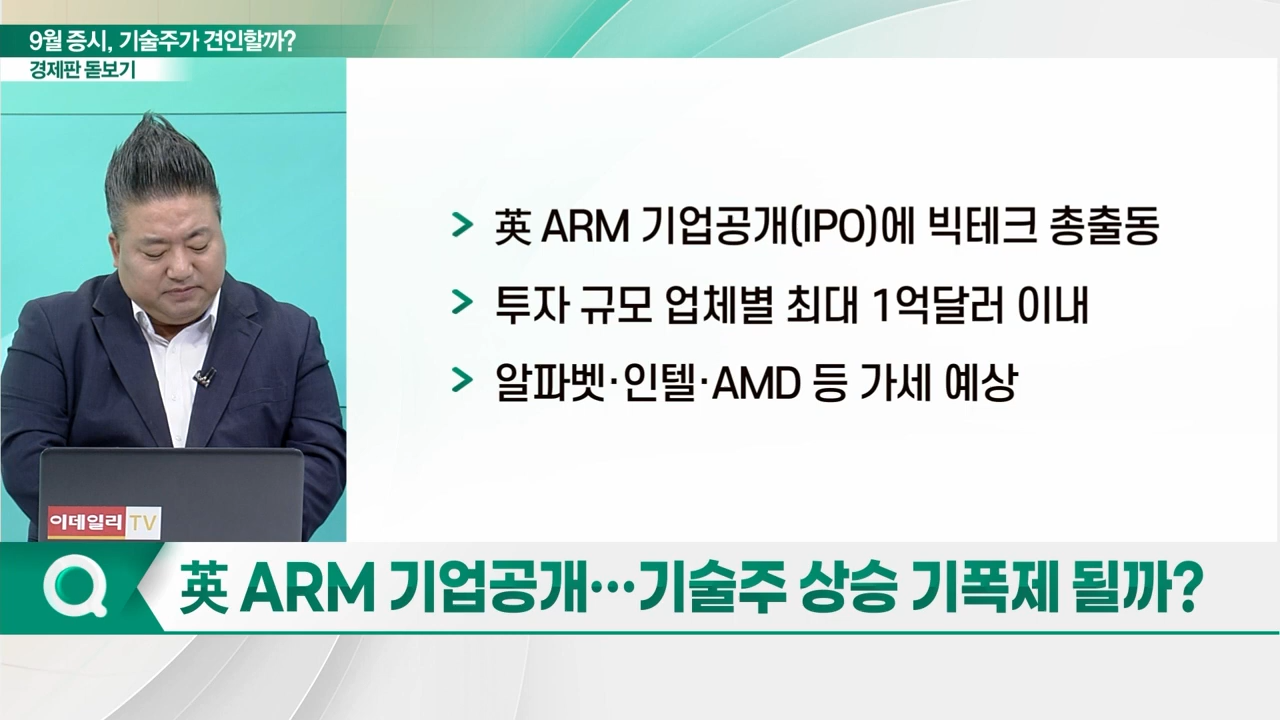 9월 증시, 기술주가 견인할까?
경제판 돋보기
> 英 ARM 기업공개(IPO)에 빅테크 총출동
> 투자 규모 업체별 최대 1억달러 이내
> 알파벳·인텔·AMD 등 가세 예상
이데일리 TV
英 ARM 기업공개…기술주 상승 기폭제 될까?